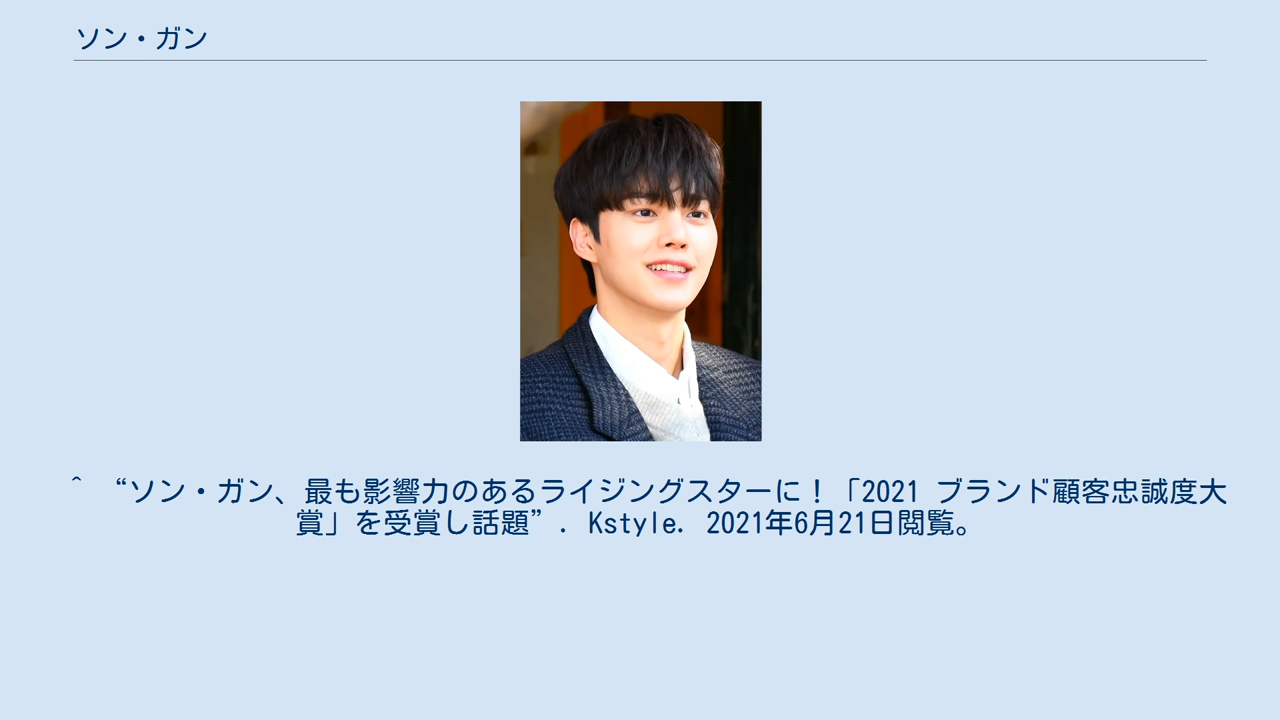 ソン・ガン
^ “ソン・ガン、最も影響力のあるライジングスターに！「2021 ブランド顧客忠誠度大
賞」を受賞し話題”. Kstyle. 2021年6月21日閲覧。